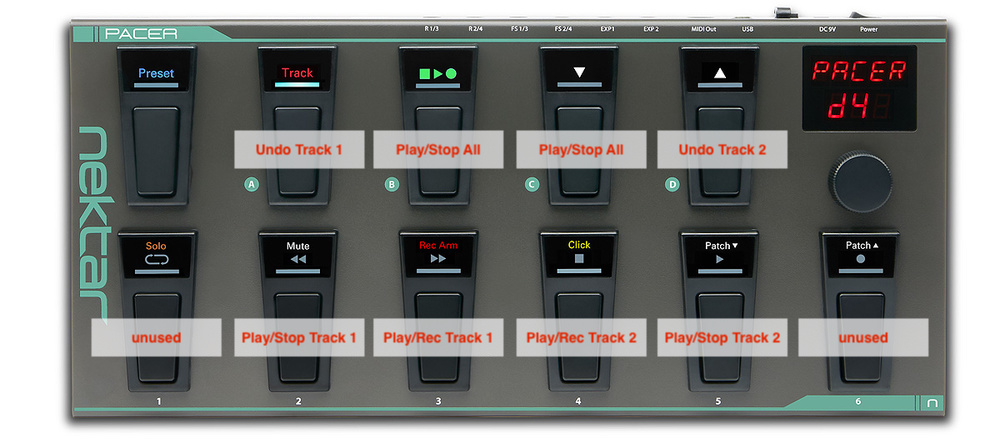 PACER
R 1/3 R 2/4 FS 1/3 FS 2/4 EXP1 EXP 2 MIDI Out USB DC 9V Power
Preset
Track
PACER
d4
Undo Track 1
Play/Stop All
Play/Stop All
Undo Track 2
A
B
C
D
nektar
Solo
Mute
Rec Arm
Click
Patch ▾
Patch ▴
unused
Play/Stop Track 1
Play/Rec Track 1
Play/Rec Track 2
Play/Stop Track 2
unused
1 2 3 4 5 6
n